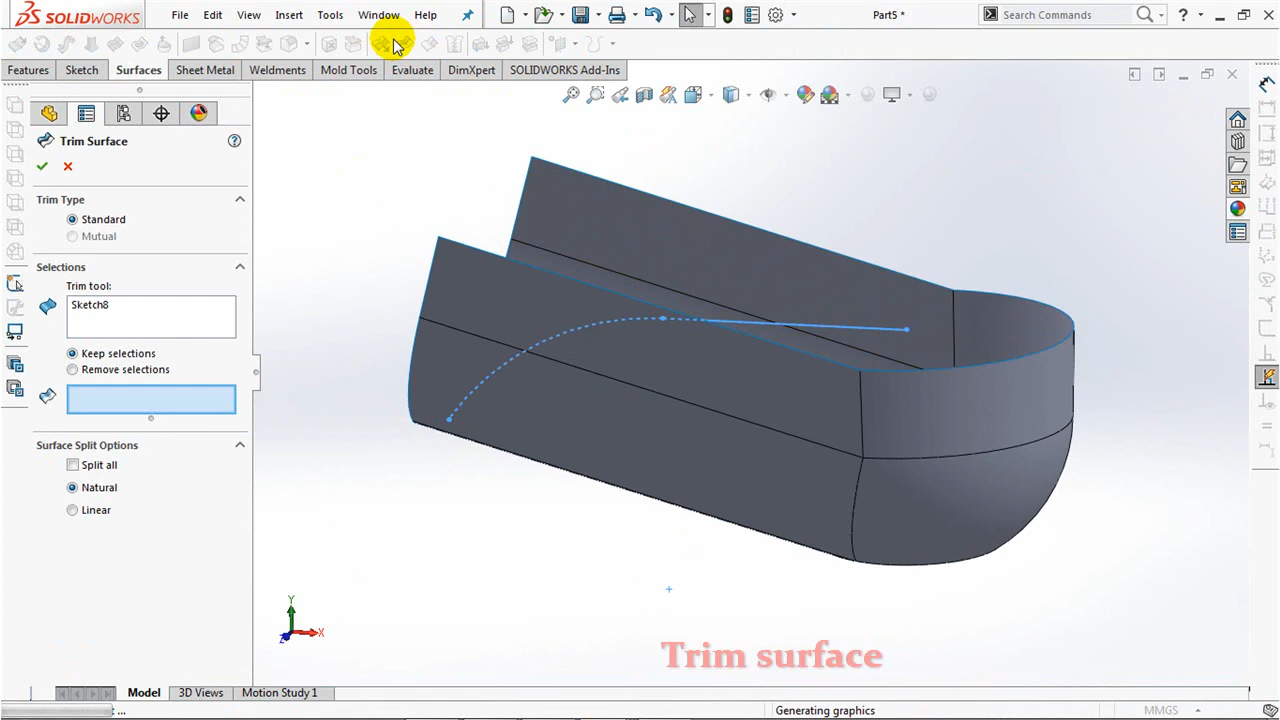 SOLIDWORKS
File Edit View Insert Tools Window Help
Part5 *
Search Commands
?
Features Sketch Surfaces Sheet Metal Weldments Mold Tools Evaluate DimXpert SOLIDWORKS Add-Ins
Trim Surface
?
Trim Type
Standard
Mutual
Selections
Trim tool:
Sketch8
Keep selections
Remove selections
Surface Split Options
Split all
Natural
Linear
Y
X
Z
Trim surface
Model 3D Views Motion Study 1
... Generating graphics MMGS